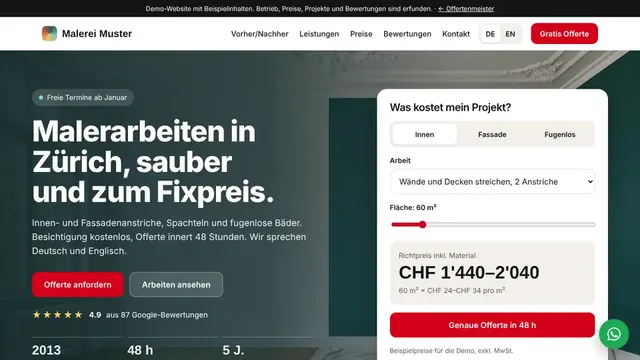 Demo-Website mit Beispielinhalten. Betrieb, Preise, Projekte und Bewertungen sind erfunden. · ← Offertenmeister
Malerei Muster
Vorher/Nachher Leistungen Preise Bewertungen Kontakt DE EN Gratis Offerte
Freie Termine ab Januar
Malerarbeiten in
Zürich, sauber
und zum Fixpreis.
Innen- und Fassadenanstriche, Spachteln und fugenlose Bäder.
Besichtigung kostenlos, Offerte innert 48 Stunden. Wir sprechen
Deutsch und Englisch.
Offerte anfordern Arbeiten ansehen
★★★★★ 4.9 aus 87 Google-Bewertungen
2013 48 h 5 J.
Was kostet mein Projekt?
Innen Fassade Fugenlos
Arbeit
Wände und Decken streichen, 2 Anstriche
Fläche: 60 m²
Richtpreis inkl. Material
CHF 1'440–2'040
60 m² × CHF 24–CHF 34 pro m²
Genaue Offerte in 48 h
Beispielpreise für die Demo, exkl. MwSt.